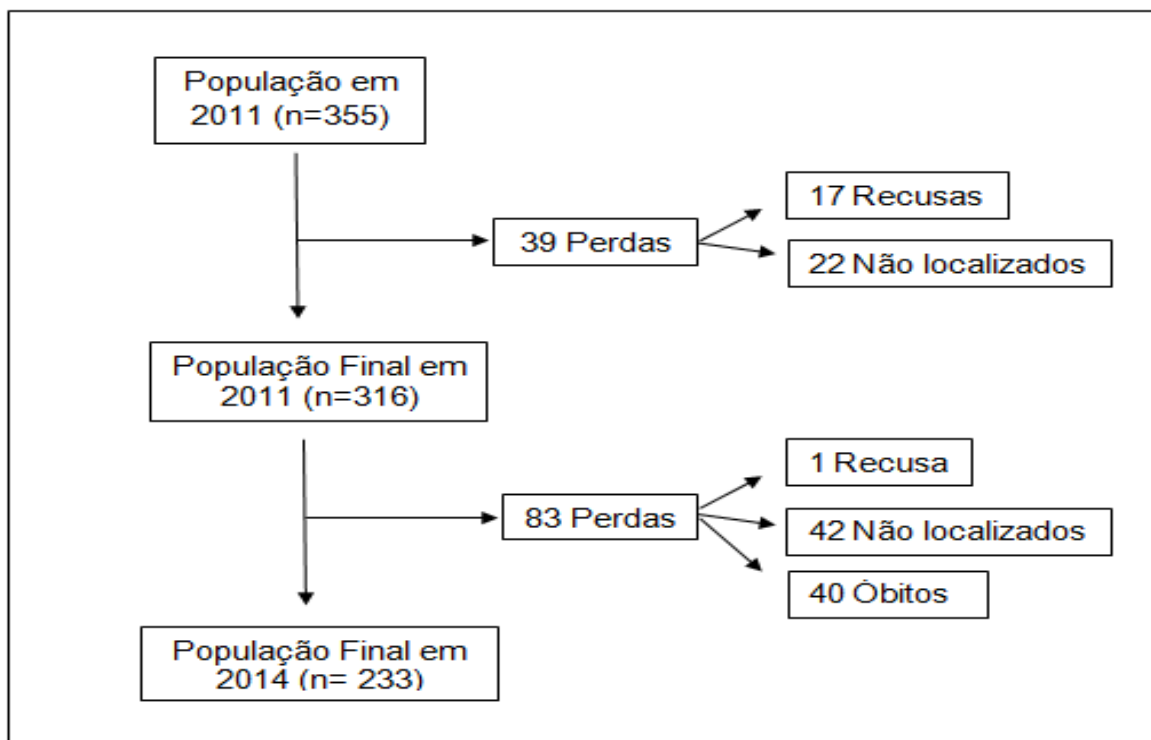 População em
2011 (n=355)
17 Recusas
39 Perdas
22 Não localizados
População Final em
2011 (n=316)
1 Recusa
83 Perdas
42 Não localizados
40 Óbitos
População Final em
2014 (n= 233)